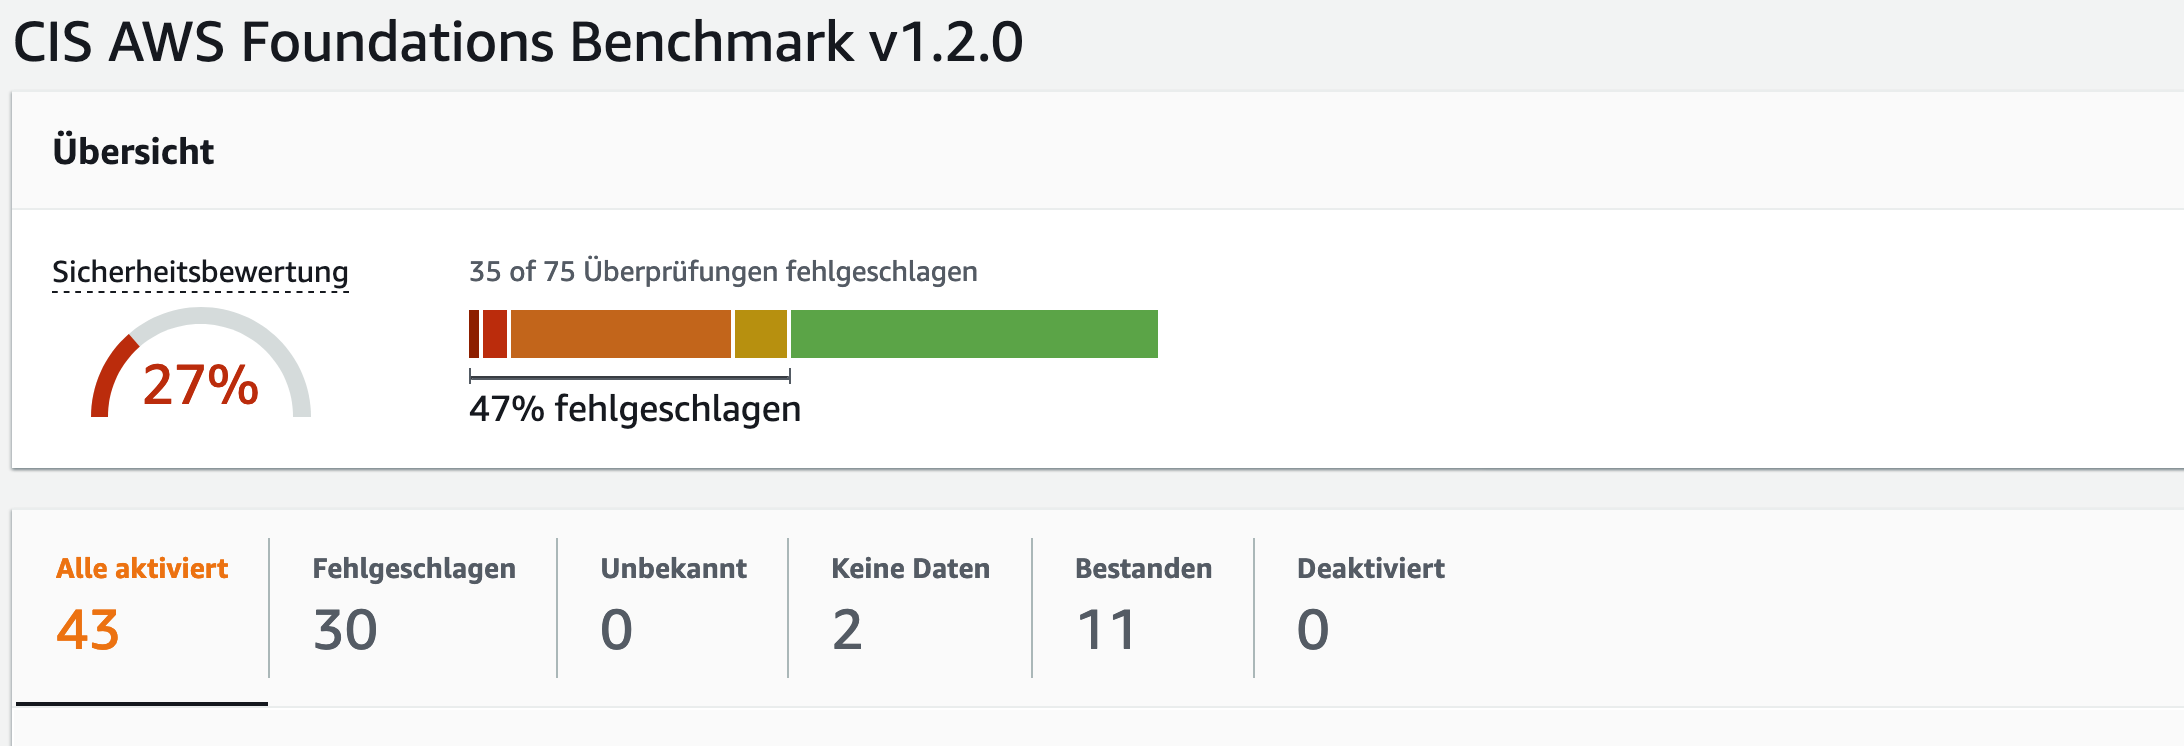 CIS AWS Foundations Benchmark v1.2.0
Übersicht
Sicherheitsbewertung
27%
35 of 75 Überprüfungen fehlgeschlagen
47% fehlgeschlagen
Alle aktiviert
43
Fehlgeschlagen
30
Unbekannt
0
Keine Daten
2
Bestanden
11
Deaktiviert
0